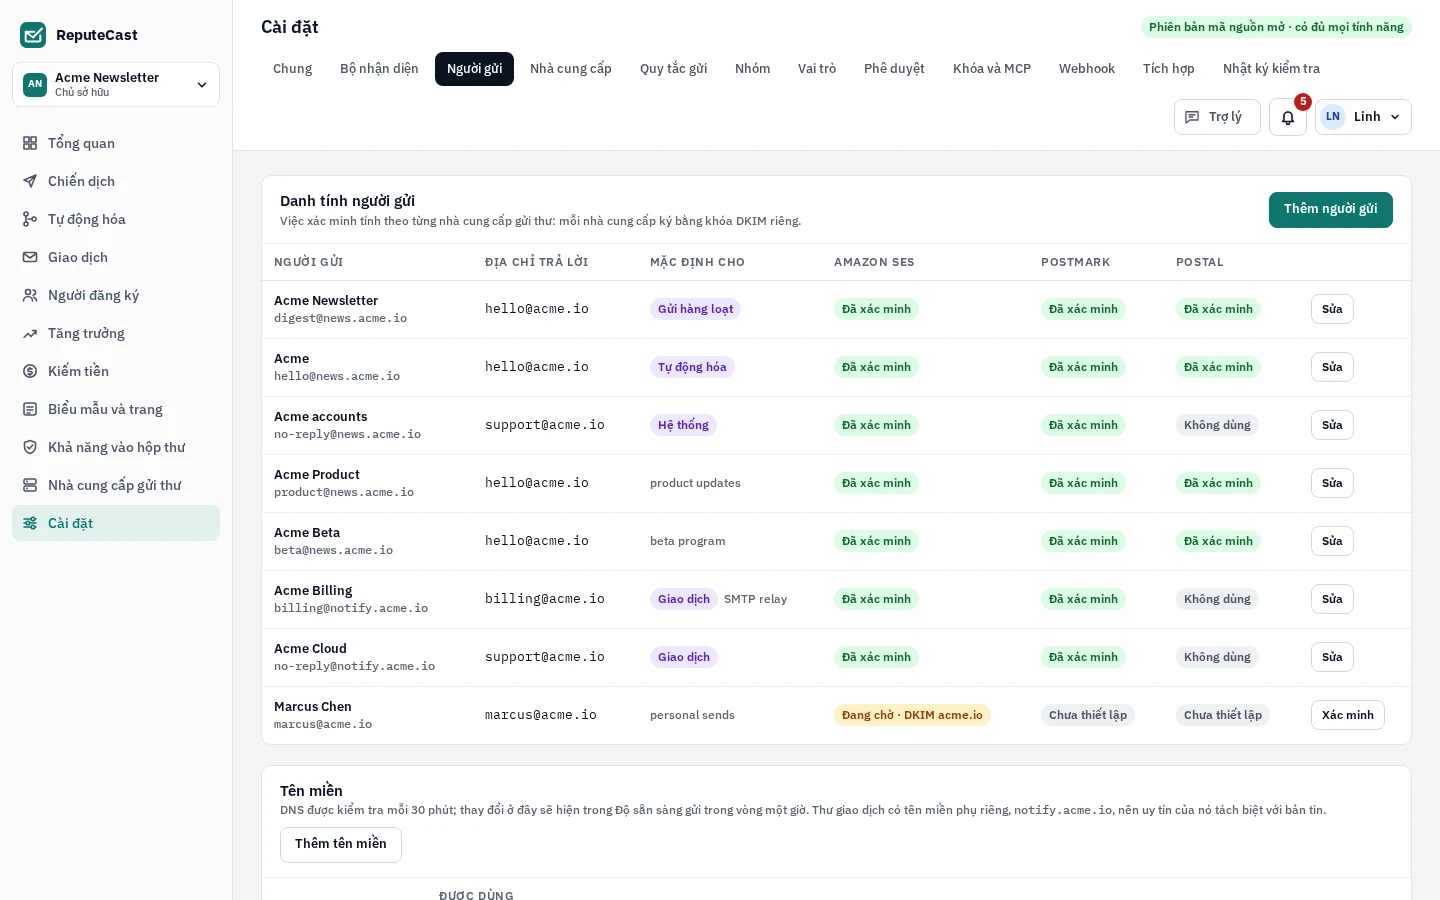 ReputeCast
AN
Acme Newsletter
Chủ sở hữu
Tổng quan
Chiến dịch
Tự động hóa
Giao dịch
Người đăng ký
Tăng trưởng
Kiếm tiền
Biểu mẫu và trang
Khả năng vào hộp thư
Nhà cung cấp gửi thư
Cài đặt
Cài đặt
Phiên bản mã nguồn mở · có đủ mọi tính năng
Chung Bộ nhận diện Người gửi Nhà cung cấp Quy tắc gửi Nhóm Vai trò Phê duyệt Khóa và MCP Webhook Tích hợp Nhật ký kiểm tra
Trợ lý 5 LN Linh
Danh tính người gửi
Việc xác minh tính theo từng nhà cung cấp gửi thư: mỗi nhà cung cấp ký bằng khóa DKIM riêng.
Thêm người gửi
NGƯỜI GỬI ĐỊA CHỈ TRẢ LỜI MẶC ĐỊNH CHO AMAZON SES POSTMARK POSTAL
Acme Newsletter
digest@news.acme.io hello@acme.io Gửi hàng loạt Đã xác minh Đã xác minh Đã xác minh Sửa
Acme
hello@news.acme.io hello@acme.io Tự động hóa Đã xác minh Đã xác minh Đã xác minh Sửa
Acme accounts
no-reply@news.acme.io support@acme.io Hệ thống Đã xác minh Đã xác minh Không dùng Sửa
Acme Product
product@news.acme.io hello@acme.io product updates Đã xác minh Đã xác minh Đã xác minh Sửa
Acme Beta
beta@news.acme.io hello@acme.io beta program Đã xác minh Đã xác minh Đã xác minh Sửa
Acme Billing
billing@notify.acme.io billing@acme.io Giao dịch SMTP relay Đã xác minh Đã xác minh Không dùng Sửa
Acme Cloud
no-reply@notify.acme.io support@acme.io Giao dịch Đã xác minh Đã xác minh Không dùng Sửa
Marcus Chen
marcus@acme.io marcus@acme.io personal sends Đang chờ · DKIM acme.io Chưa thiết lập Chưa thiết lập Xác minh
Tên miền
DNS được kiểm tra mỗi 30 phút; thay đổi ở đây sẽ hiện trong Độ sẵn sàng gửi trong vòng một giờ. Thư giao dịch có tên miền phụ riêng, notify.acme.io, nên uy tín của nó tách biệt với bản tin.
Thêm tên miền
ĐƯỢC DÙNG